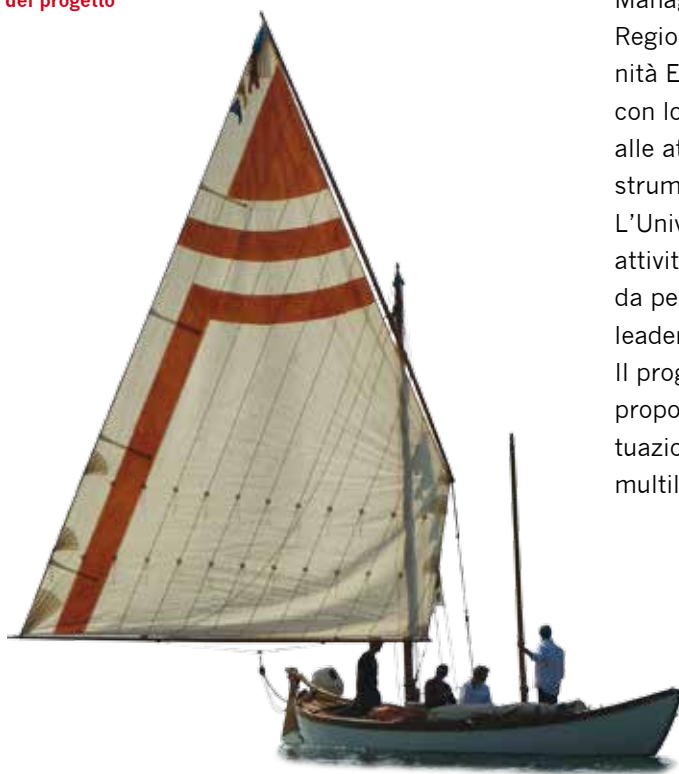 del progetto
Regio
nità E
con lo
alle at
strum
L'Univ
attivit
da pe
leader
Il prog
propo
tuazio
multil